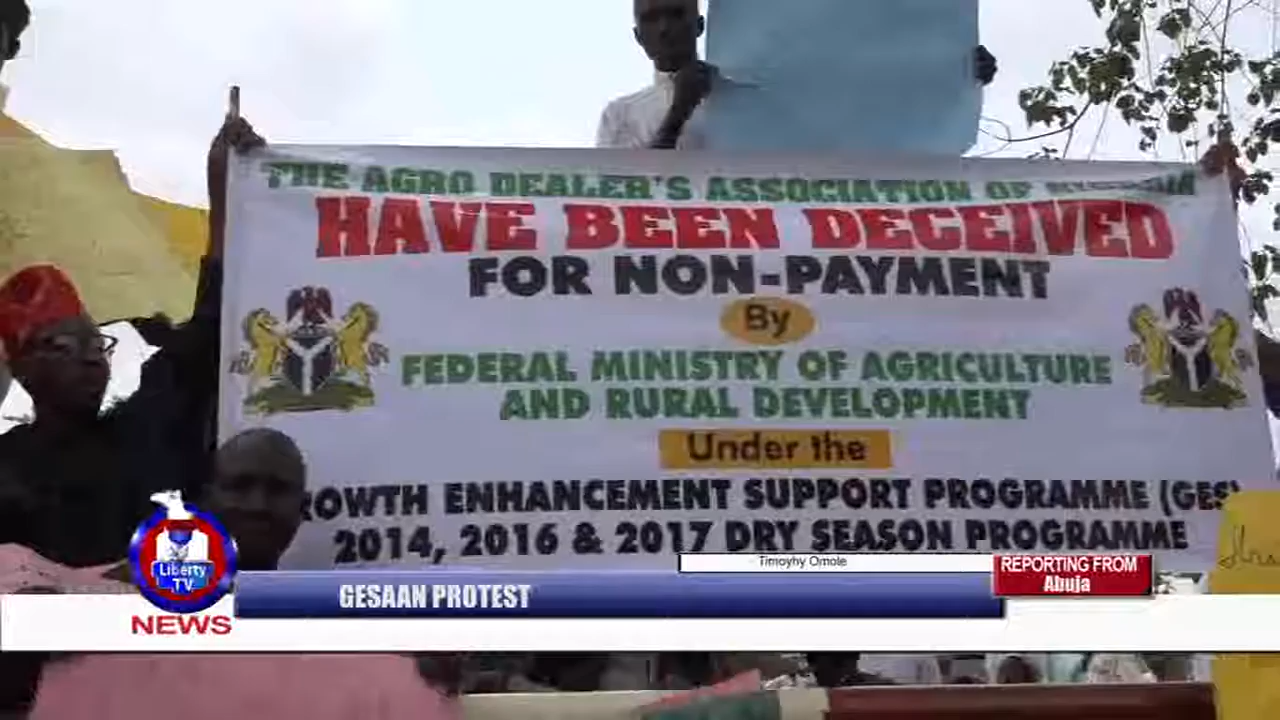 THE AGRO DEALER'S ASSOCIATION OF
HAVE BEEN DECEIVED
FOR NON-PAYMENT
By
FEDERAL MINISTRY OF AGRICULTURE
AND RURAL DEVELOPMENT
Under the
ROWTH ENHANCEMENT SUPPORT PROGRAMME (GES)
2014, 2016 & 2017 DRY SEASON PROGRAMME
Timoyhy Omole
REPORTING FROM
Abuja
Liberty
TV
GESAAN PROTEST
NEWS